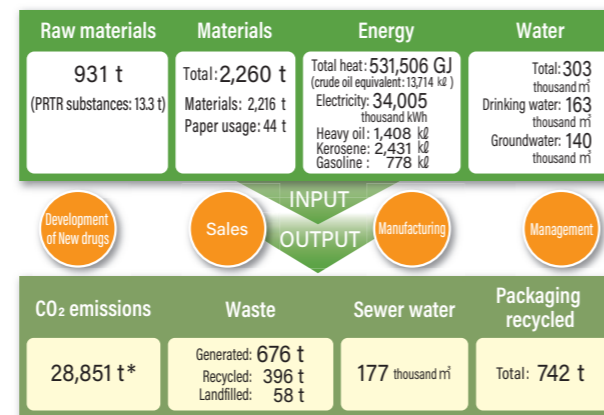 Raw materials
931 t
(PRTR substances: 13.3 t)
Materials
Total: 2,260 t
Materials: 2,216 t
Paper usage: 44 t
Energy
Total heat: 531,506 GJ
(crude oil equivalent: 13,714 ㎘)
Electricity: 34,005
thousand kWh
Heavy oil: 1,408 ㎘
Kerosene: 2,431 ㎘
Gasoline : 778 ㎘
Water
Total: 303
thousand ㎥
Drinking water: 163
thousand ㎥
Groundwater: 140
thousand ㎥
INPUT
Development
of New drugs
Sales
OUTPUT
Manufacturing
Management
CO₂ emissions
28,851 t*
Waste
Generated: 676 t
Recycled: 396 t
Landfilled: 58 t
Sewer water
177 thousand ㎥
Packaging
recycled
Total: 742 t